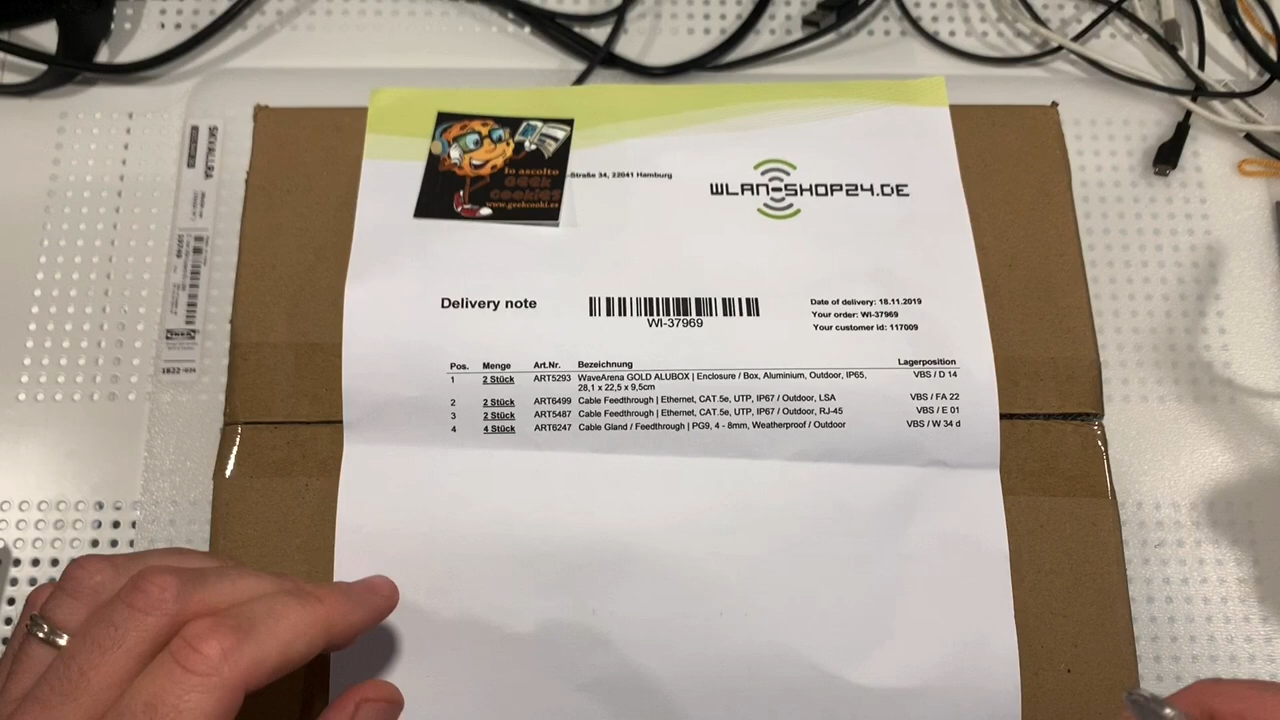 Io ascolto
GEEK
COOKIES
www.geekcooki.es
-Straße 34, 22041 Hamburg
WLAN-SHOP24.DE
Delivery note
WI-37969
Date of delivery: 18.11.2019
Your order: WI-37969
Your customer id: 117009
Pos. Menge Art.Nr. Bezeichnung Lagerposition
1 2 Stück ART5293 WaveArena GOLD ALUBOX | Enclosure / Box, Aluminium, Outdoor, IP65, VBS / D 14
28,1 x 22,5 x 9,5cm
2 2 Stück ART6499 Cable Feedthrough | Ethernet, CAT.5e, UTP, IP67 / Outdoor, LSA VBS / FA 22
3 2 Stück ART5487 Cable Feedthrough | Ethernet, CAT.5e, UTP, IP67 / Outdoor, RJ-45 VBS / E 01
4 4 Stück ART6247 Cable Gland / Feedthrough | PG9, 4 - 8mm, Weatherproof / Outdoor VBS / W 34 d
SKVALLRA